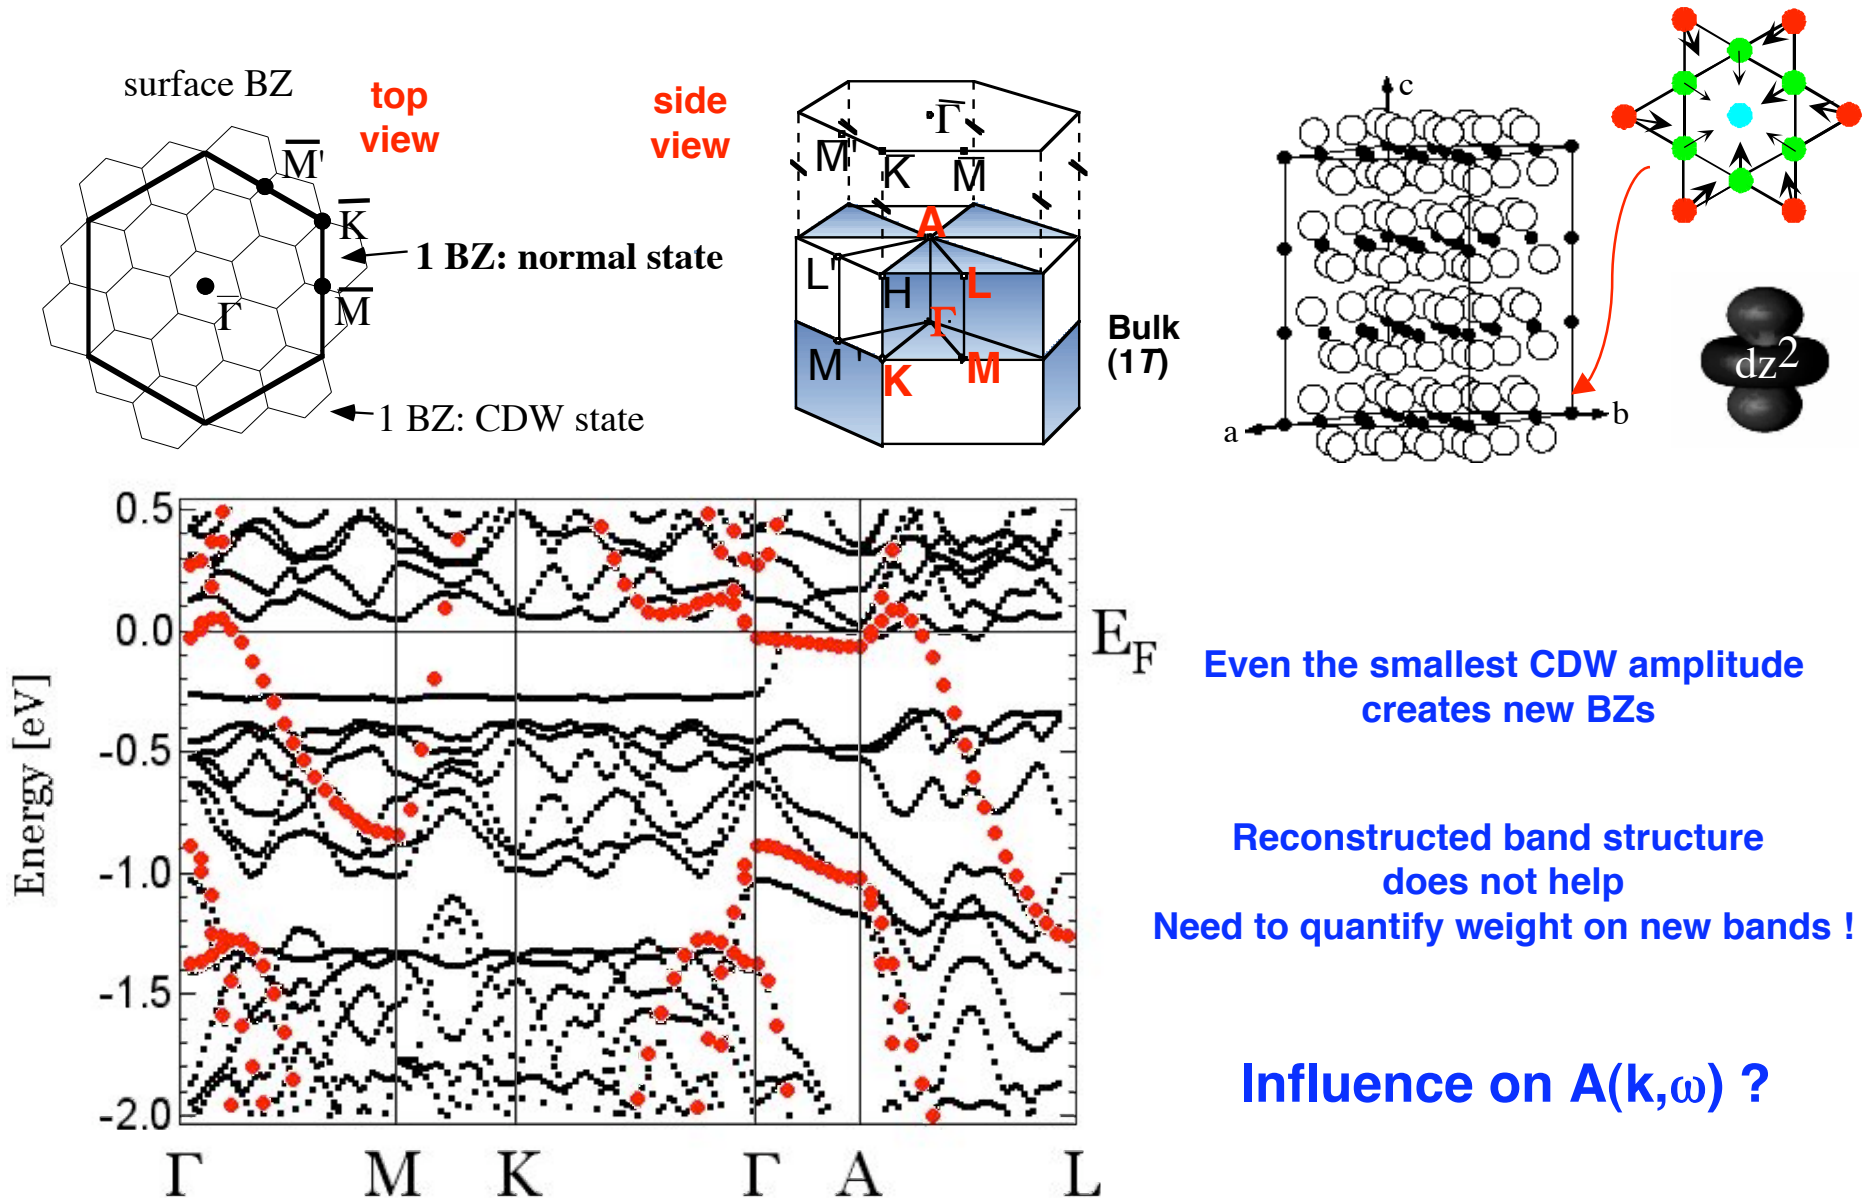 surface BZ
top
view
M'
K
1 BZ: normal state
Γ
M
1 BZ: CDW state
side
view
Γ
M'
K
M
A
L'
H
L
Γ
M'
K
M
Bulk
(1T)
c
a
b
dz2
0.5
0.0
-0.5
-1.0
-1.5
-2.0
Energy [eV]
EF
Γ
M
K
Γ
A
L
Even the smallest CDW amplitude
creates new BZs
Reconstructed band structure
does not help
Need to quantify weight on new bands !
Influence on A(k,ω) ?